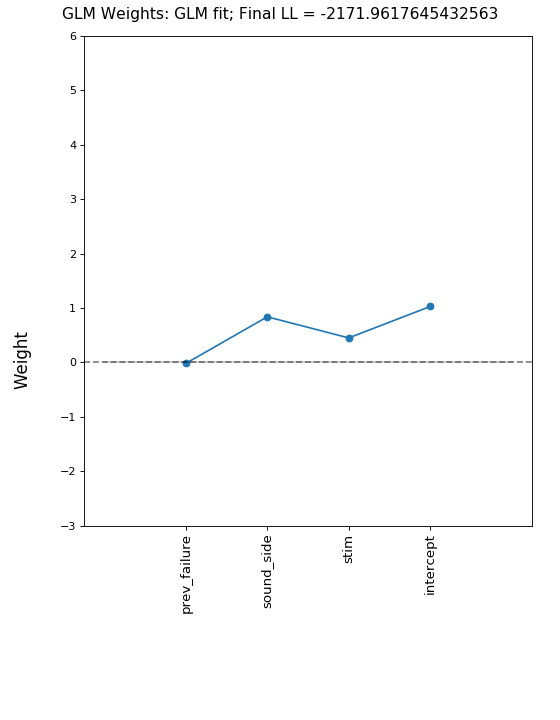 GLM Weights: GLM fit; Final LL = -2171.9617645432563
6
5
4
3
2
1
0
−1
−2
−3
Weight
prev_failure
sound_side
stim
intercept